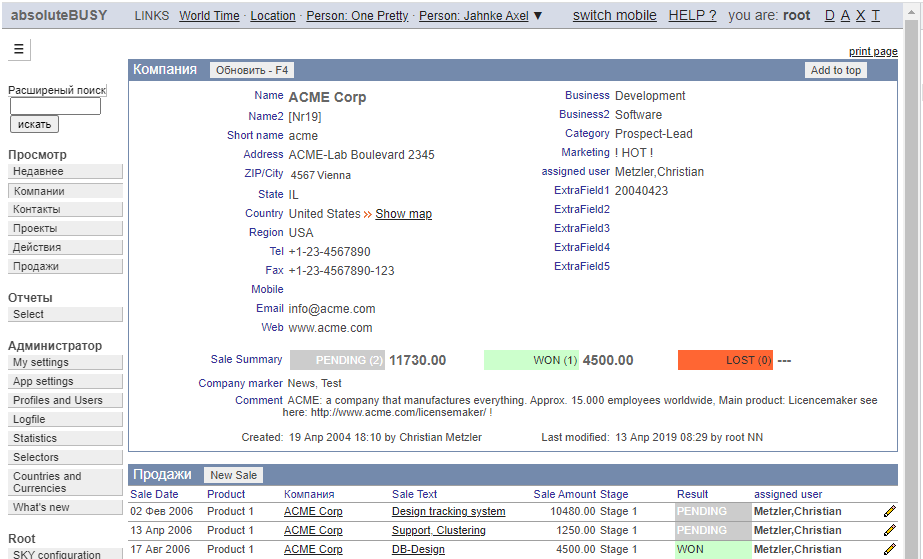 absoluteBUSY LINKS World Time · Location · Person: One Pretty · Person: Jahnke Axel ▼ switch mobile HELP ? you are: root D A X T
☰
print page
Компания Обновить - F4 Add to top
Расширеный поиск
искать
Просмотр
Недавнее
Компании
Контакты
Проекты
Действия
Продажи
Отчеты
Select
Администратор
My settings
App settings
Profiles and Users
Logfile
Statistics
Selectors
Countries and
Currencies
What's new
Root
SKY configuration
Name ACME Corp
Name2 [Nr19]
Short name acme
Address ACME-Lab Boulevard 2345
ZIP/City 4567 Vienna
State IL
Country United States » Show map
Region USA
Tel +1-23-4567890
Fax +1-23-4567890-123
Mobile
Email info@acme.com
Web www.acme.com
Business Development
Business2 Software
Category Prospect-Lead
Marketing ! HOT !
assigned user Metzler,Christian
ExtraField1 20040423
ExtraField2
ExtraField3
ExtraField4
ExtraField5
Sale Summary PENDING (2) 11730.00 WON (1) 4500.00 LOST (0) ---
Company marker News, Test
Comment ACME: a company that manufactures everything. Approx. 15.000 employees worldwide, Main product: Licencemaker see
here: http://www.acme.com/licensemaker/ !
Created: 19 Апр 2004 18:10 by Christian Metzler Last modified: 13 Апр 2019 08:29 by root NN
Продажи New Sale
Sale Date Product Компания Sale Text Sale Amount Stage Result assigned user
02 Фев 2006 Product 1 ACME Corp Design tracking system 10480.00 Stage 1 PENDING Metzler,Christian
13 Апр 2006 Product 1 ACME Corp Support, Clustering 1250.00 Stage 1 PENDING Metzler,Christian
17 Авг 2006 Product 1 ACME Corp DB-Design 4500.00 Stage 1 WON Metzler,Christian